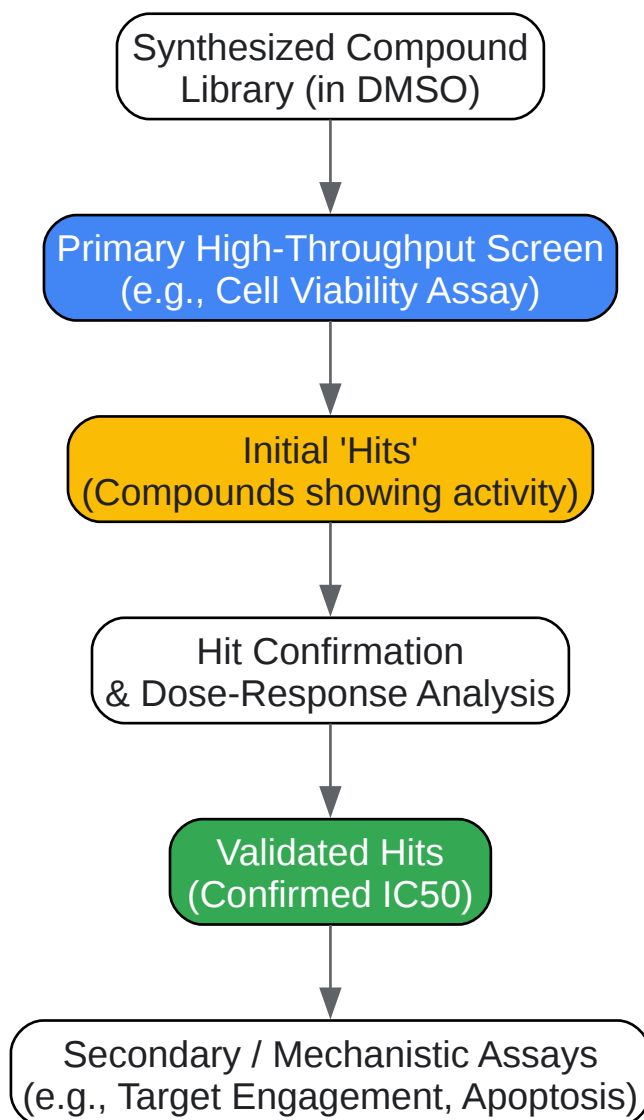 Synthesized Compound
Library (in DMSO)
Primary High-Throughput Screen
(e.g., Cell Viability Assay)
Initial 'Hits'
(Compounds showing activity)
Hit Confirmation
& Dose-Response Analysis
Validated Hits
(Confirmed IC50)
Secondary / Mechanistic Assays
(e.g., Target Engagement, Apoptosis)